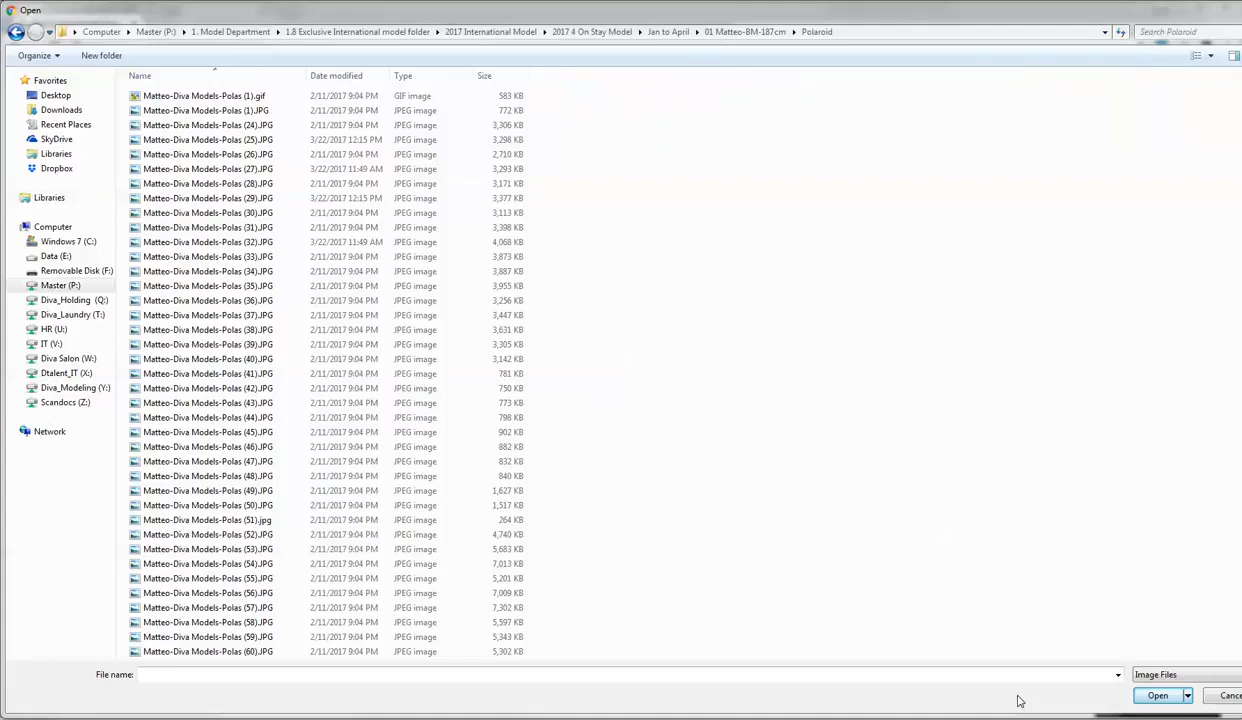 Open
Computer Master (P:) 1. Model Department 1.8 Exclusive International model folder 2017 International Model 2017 4 On Stay Model Jan to April 01 Matteo-BM-187cm Polaroid Search Polaroid
Organize New folder
Name Date modified Type Size
Favorites
Desktop
Downloads
Recent Places
SkyDrive
Libraries
Dropbox
Libraries
Computer
Windows 7 (C:)
Data (E:)
Removable Disk (F:)
Master (P:)
Diva_Holding (Q:)
Diva_Laundry (T:)
HR (U:)
IT (V:)
Diva Salon (W:)
Dtalent_IT (X:)
Diva_Modeling (Y:)
Scandocs (Z:)
Network
Matteo-Diva Models-Polas (1).gif 2/11/2017 9:04 PM GIF image 583 KB
Matteo-Diva Models-Polas (1).JPG 2/11/2017 9:04 PM JPEG image 772 KB
Matteo-Diva Models-Polas (24).JPG 2/11/2017 9:04 PM JPEG image 3,306 KB
Matteo-Diva Models-Polas (25).JPG 3/22/2017 12:15 PM JPEG image 3,298 KB
Matteo-Diva Models-Polas (26).JPG 2/11/2017 9:04 PM JPEG image 2,710 KB
Matteo-Diva Models-Polas (27).JPG 3/22/2017 11:49 AM JPEG image 3,293 KB
Matteo-Diva Models-Polas (28).JPG 2/11/2017 9:04 PM JPEG image 3,171 KB
Matteo-Diva Models-Polas (29).JPG 3/22/2017 12:15 PM JPEG image 3,377 KB
Matteo-Diva Models-Polas (30).JPG 2/11/2017 9:04 PM JPEG image 3,113 KB
Matteo-Diva Models-Polas (31).JPG 2/11/2017 9:04 PM JPEG image 3,398 KB
Matteo-Diva Models-Polas (32).JPG 3/22/2017 11:49 AM JPEG image 4,068 KB
Matteo-Diva Models-Polas (33).JPG 2/11/2017 9:04 PM JPEG image 3,873 KB
Matteo-Diva Models-Polas (34).JPG 2/11/2017 9:04 PM JPEG image 3,887 KB
Matteo-Diva Models-Polas (35).JPG 2/11/2017 9:04 PM JPEG image 3,955 KB
Matteo-Diva Models-Polas (36).JPG 2/11/2017 9:04 PM JPEG image 3,256 KB
Matteo-Diva Models-Polas (37).JPG 2/11/2017 9:04 PM JPEG image 3,447 KB
Matteo-Diva Models-Polas (38).JPG 2/11/2017 9:04 PM JPEG image 3,631 KB
Matteo-Diva Models-Polas (39).JPG 2/11/2017 9:04 PM JPEG image 3,305 KB
Matteo-Diva Models-Polas (40).JPG 2/11/2017 9:04 PM JPEG image 3,142 KB
Matteo-Diva Models-Polas (41).JPG 2/11/2017 9:04 PM JPEG image 781 KB
Matteo-Diva Models-Polas (42).JPG 2/11/2017 9:04 PM JPEG image 750 KB
Matteo-Diva Models-Polas (43).JPG 2/11/2017 9:04 PM JPEG image 773 KB
Matteo-Diva Models-Polas (44).JPG 2/11/2017 9:04 PM JPEG image 798 KB
Matteo-Diva Models-Polas (45).JPG 2/11/2017 9:04 PM JPEG image 902 KB
Matteo-Diva Models-Polas (46).JPG 2/11/2017 9:04 PM JPEG image 882 KB
Matteo-Diva Models-Polas (47).JPG 2/11/2017 9:04 PM JPEG image 832 KB
Matteo-Diva Models-Polas (48).JPG 2/11/2017 9:04 PM JPEG image 840 KB
Matteo-Diva Models-Polas (49).JPG 2/11/2017 9:04 PM JPEG image 1,627 KB
Matteo-Diva Models-Polas (50).JPG 2/11/2017 9:04 PM JPEG image 1,517 KB
Matteo-Diva Models-Polas (51).jpg 2/11/2017 9:04 PM JPEG image 264 KB
Matteo-Diva Models-Polas (52).JPG 2/11/2017 9:04 PM JPEG image 4,740 KB
Matteo-Diva Models-Polas (53).JPG 2/11/2017 9:04 PM JPEG image 5,683 KB
Matteo-Diva Models-Polas (54).JPG 2/11/2017 9:04 PM JPEG image 7,013 KB
Matteo-Diva Models-Polas (55).JPG 2/11/2017 9:04 PM JPEG image 5,201 KB
Matteo-Diva Models-Polas (56).JPG 2/11/2017 9:04 PM JPEG image 7,009 KB
Matteo-Diva Models-Polas (57).JPG 2/11/2017 9:04 PM JPEG image 7,302 KB
Matteo-Diva Models-Polas (58).JPG 2/11/2017 9:04 PM JPEG image 5,597 KB
Matteo-Diva Models-Polas (59).JPG 2/11/2017 9:04 PM JPEG image 5,343 KB
Matteo-Diva Models-Polas (60).JPG 2/11/2017 9:04 PM JPEG image 5,302 KB
File name: Image Files
Open Cance